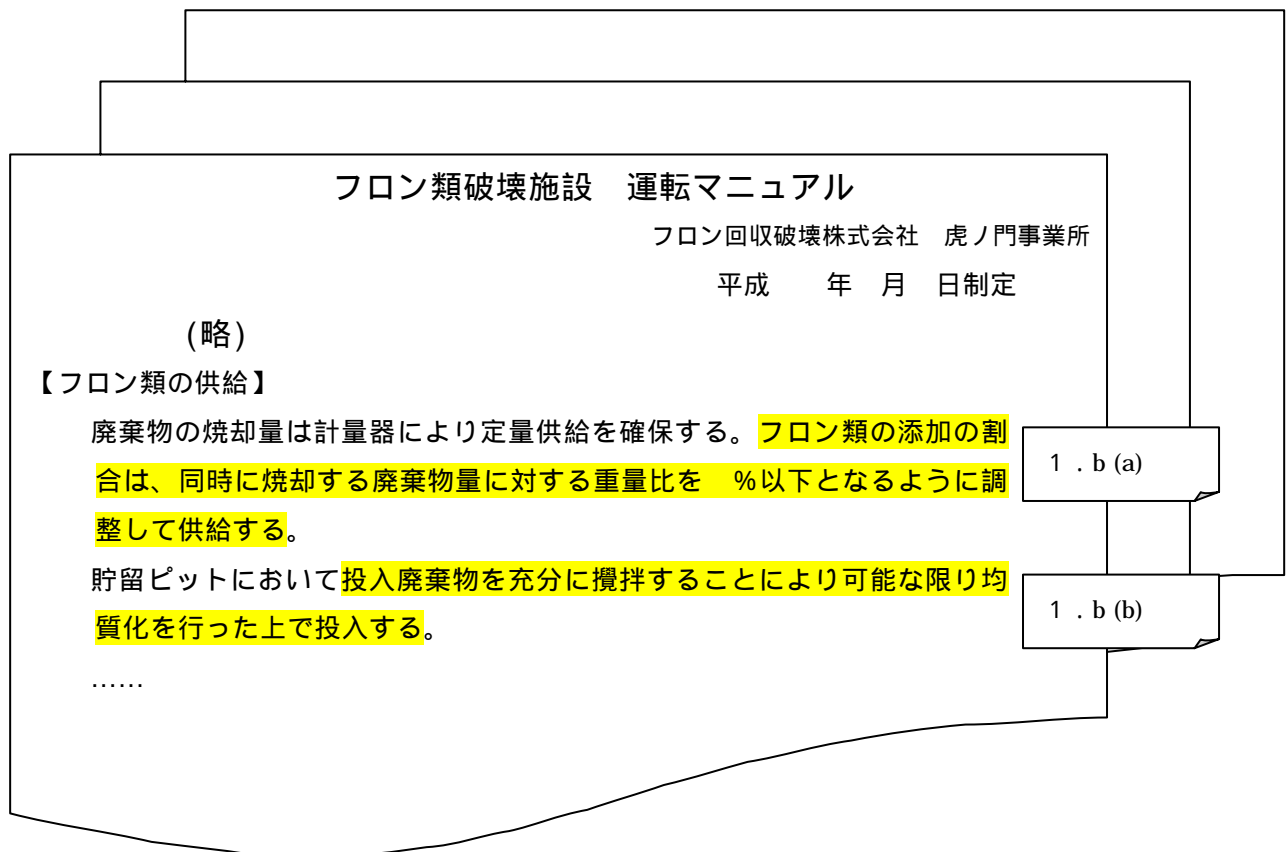 フロン類破壊施設　運転マニュアル
フロン回収破壊株式会社　虎ノ門事業所
平成　　年　月　日制定
(略)
【フロン類の供給】
廃棄物の焼却量は計量器により定量供給を確保する。フロン類の添加の割
合は、同時に焼却する廃棄物量に対する重量比を　%以下となるように調
整して供給する。
1 . b (a)
貯留ピットにおいて投入廃棄物を充分に攪拌することにより可能な限り均
質化を行った上で投入する。
1 . b (b)
……